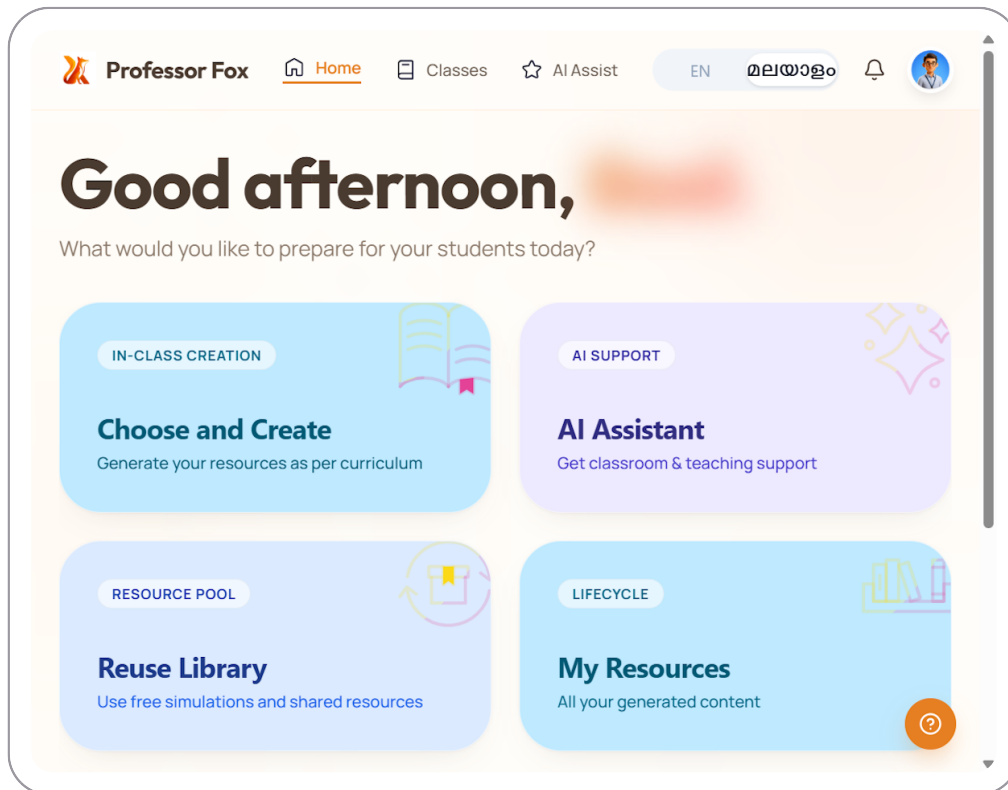 Professor Fox
Home
Classes
AI Assist
EN
മലയാളം
Good afternoon,
What would you like to prepare for your students today?
IN-CLASS CREATION
Choose and Create
Generate your resources as per curriculum
AI SUPPORT
AI Assistant
Get classroom & teaching support
RESOURCE POOL
Reuse Library
Use free simulations and shared resources
LIFECYCLE
My Resources
All your generated content